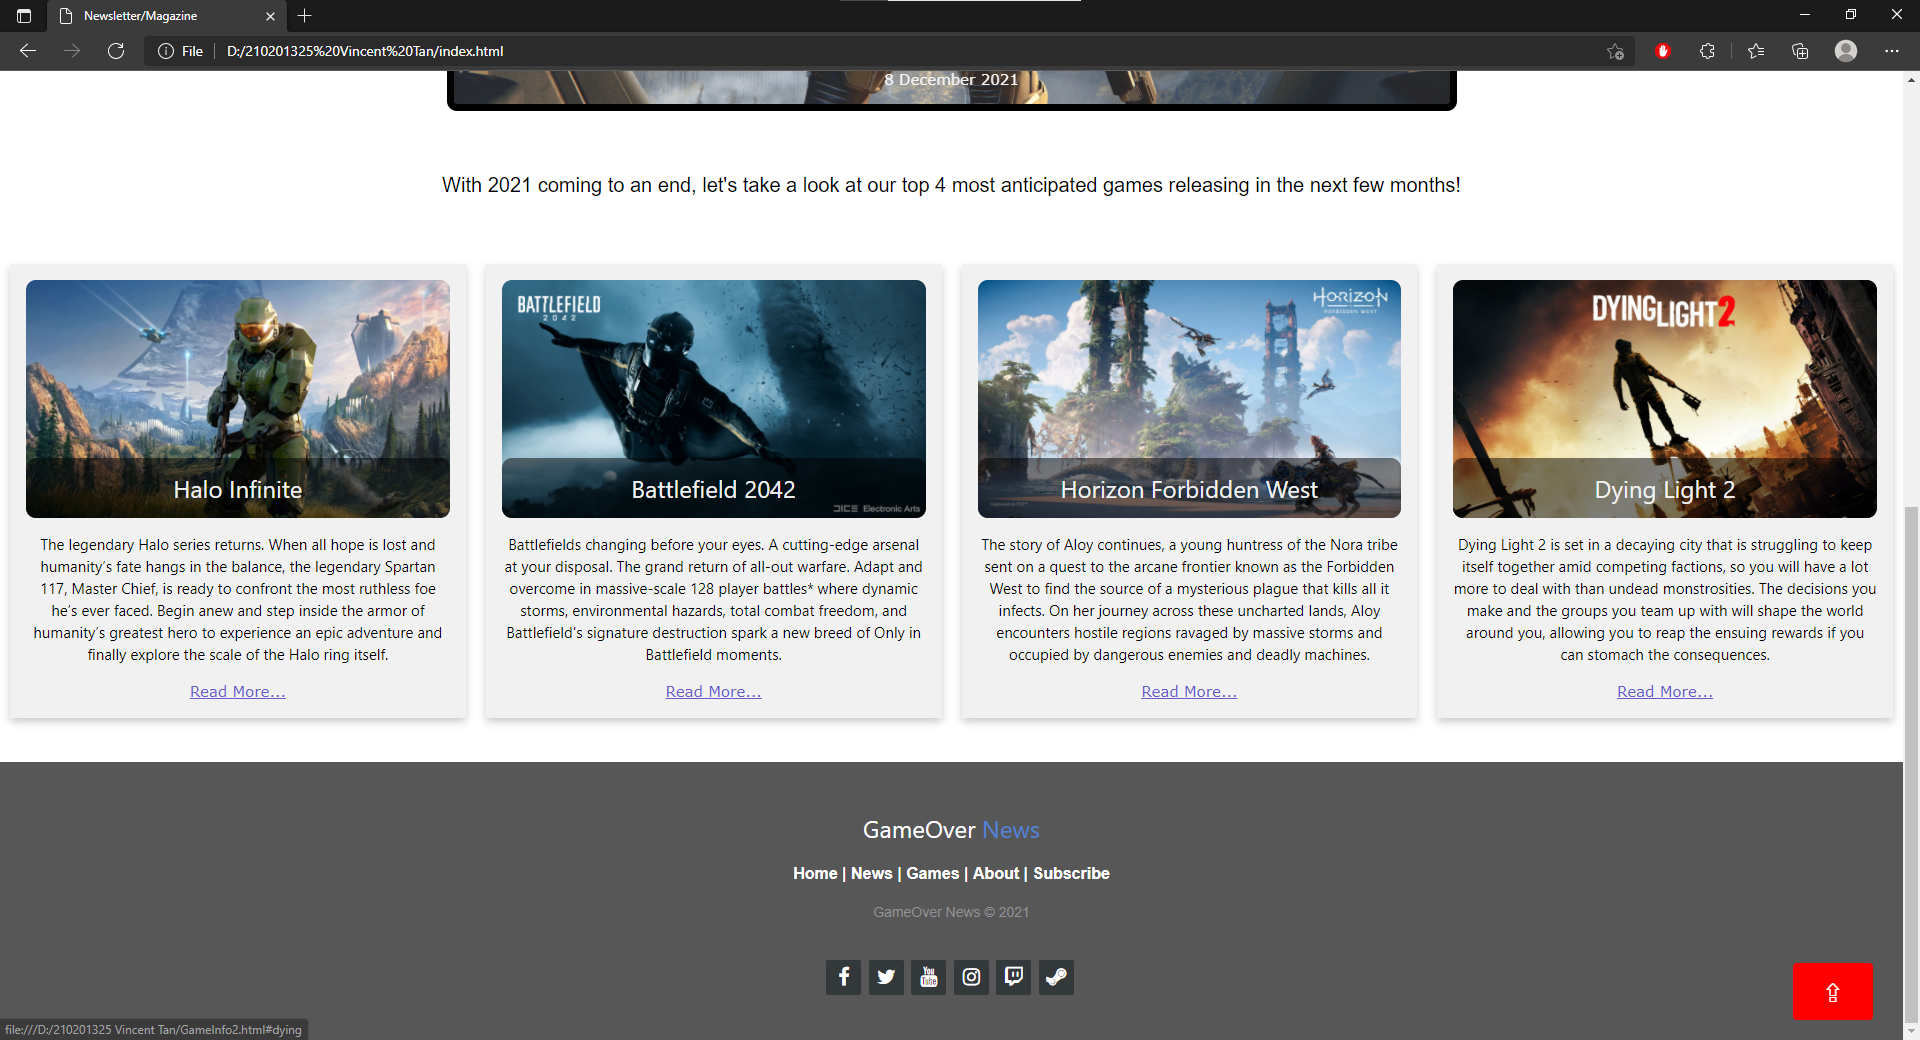 Newsletter/Magazine
File
D:/210201325%20Vincent%20Tan/index.html
8 December 2021
With 2021 coming to an end, let's take a look at our top 4 most anticipated games releasing in the next few months!
Halo Infinite
The legendary Halo series returns. When all hope is lost and
humanity’s fate hangs in the balance, the legendary Spartan
117, Master Chief, is ready to confront the most ruthless foe
he’s ever faced. Begin anew and step inside the armor of
humanity’s greatest hero to experience an epic adventure and
finally explore the scale of the Halo ring itself.
Read More...
BATTLEFIELD
2042
Battlefield 2042
DICE Electronic Arts
Battlefields changing before your eyes. A cutting-edge arsenal
at your disposal. The grand return of all-out warfare. Adapt and
overcome in massive-scale 128 player battles* where dynamic
storms, environmental hazards, total combat freedom, and
Battlefield's signature destruction spark a new breed of Only in
Battlefield moments.
Read More...
HORIZON
FORBIDDEN WEST
Horizon Forbidden West
The story of Aloy continues, a young huntress of the Nora tribe
sent on a quest to the arcane frontier known as the Forbidden
West to find the source of a mysterious plague that kills all it
infects. On her journey across these uncharted lands, Aloy
encounters hostile regions ravaged by massive storms and
occupied by dangerous enemies and deadly machines.
Read More...
DYING LIGHT 2
Dying Light 2
Dying Light 2 is set in a decaying city that is struggling to keep
itself together amid competing factions, so you will have a lot
more to deal with than undead monstrosities. The decisions you
make and the groups you team up with will shape the world
around you, allowing you to reap the ensuing rewards if you
can stomach the consequences.
Read More...
GameOver News
Home | News | Games | About | Subscribe
GameOver News © 2021
You
Tube
file:///D:/210201325 Vincent Tan/GameInfo2.html#dying